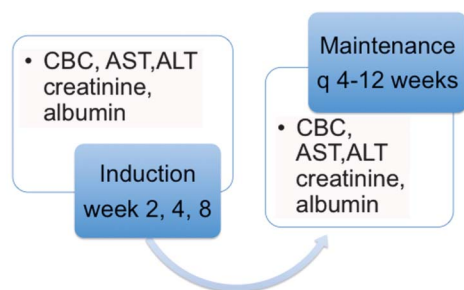 • CBC, AST,ALT
creatinine,
albumin
Induction
week 2, 4, 8
Maintenance
q 4-12 weeks
• CBC,
AST,ALT
creatinine,
albumin